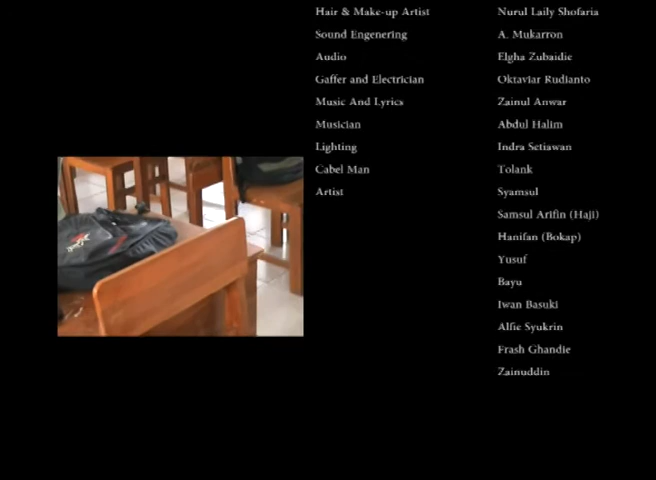 Hair & Make-up Artist Nurul Laily Shofaria
Sound Engenering A. Mukarron
Audio Elgha Zubaidie
Gaffer and Electrician Oktaviar Rudianto
Music And Lyrics Zainul Anwar
Musician Abdul Halim
Lighting Indra Setiawan
Cabel Man Tolank
Artist Syamsul
Samsul Arifin (Haji)
Hanifan (Bokap)
Yusuf
Bayu
Iwan Basuki
Alfie Syukrin
Frash Ghandie
Zainuddin